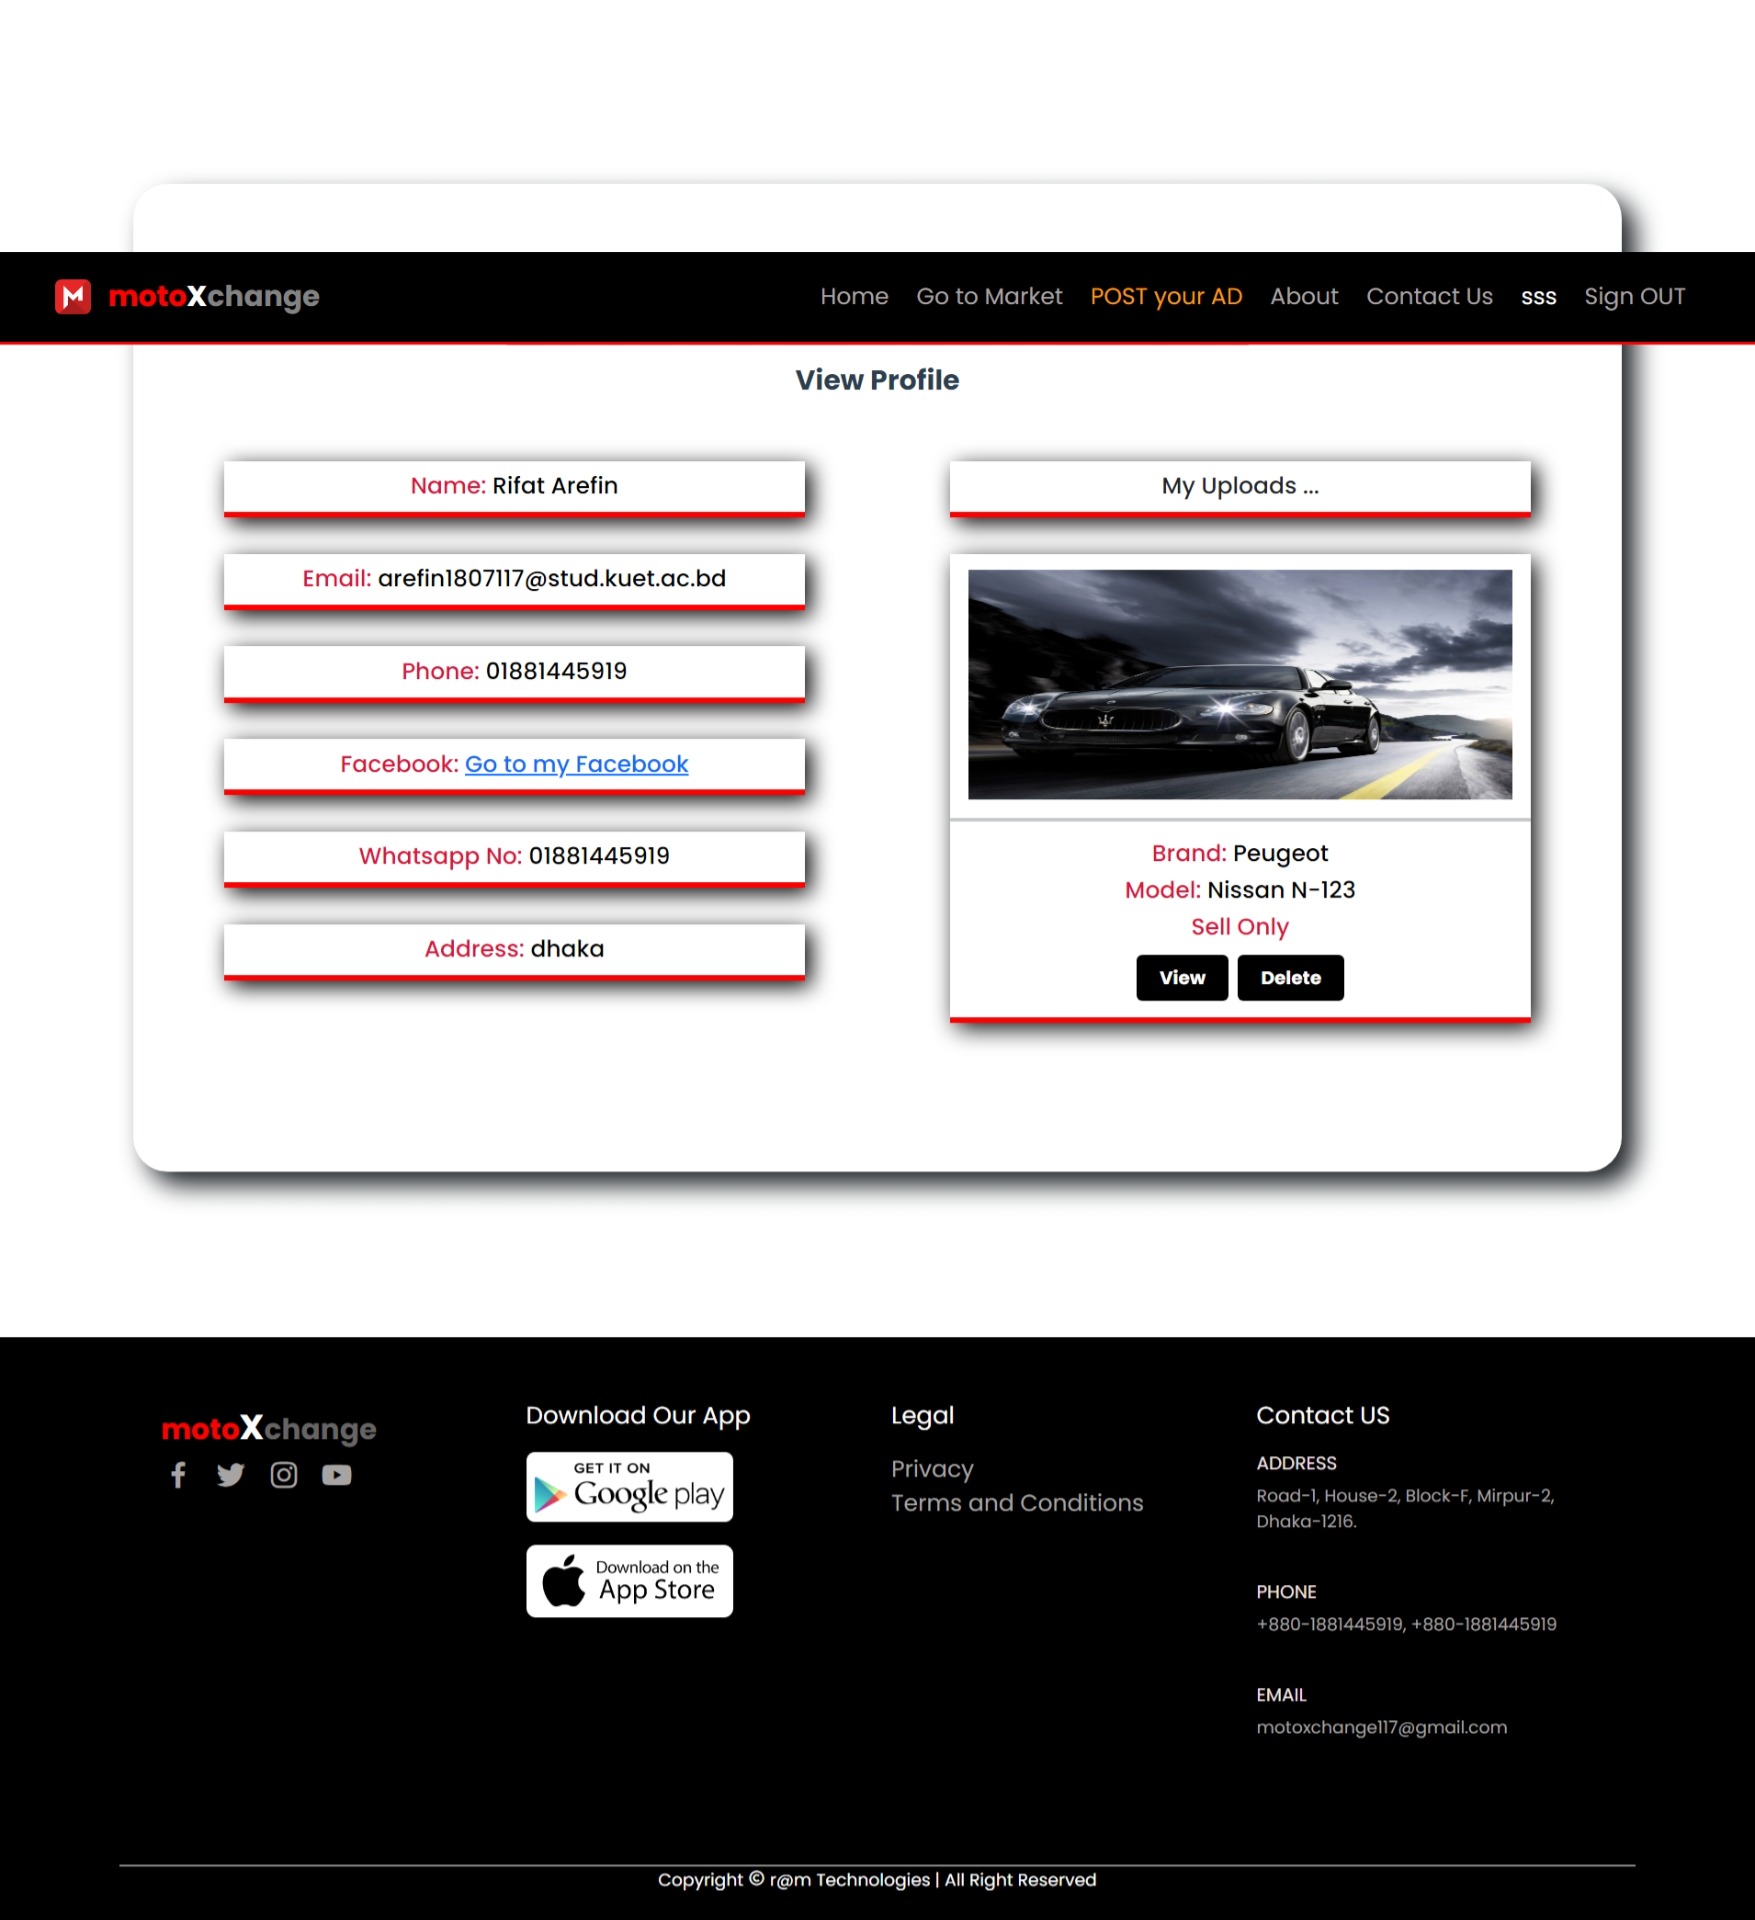 motoXchange
Home Go to Market POST your AD About Contact Us sss Sign OUT
View Profile
Name: Rifat Arefin
Email: arefin1807117@stud.kuet.ac.bd
Phone: 01881445919
Facebook: Go to my Facebook
Whatsapp No: 01881445919
Address: dhaka
My Uploads ...
Brand: Peugeot
Model: Nissan N-123
Sell Only
View Delete
motoXchange
Download Our App
GET IT ON
Google play
Download on the
App Store
Legal
Privacy
Terms and Conditions
Contact US
ADDRESS
Road-1, House-2, Block-F, Mirpur-2,
Dhaka-1216.
PHONE
+880-1881445919, +880-1881445919
EMAIL
motoxchange117@gmail.com
Copyright © r@m Technologies | All Right Reserved